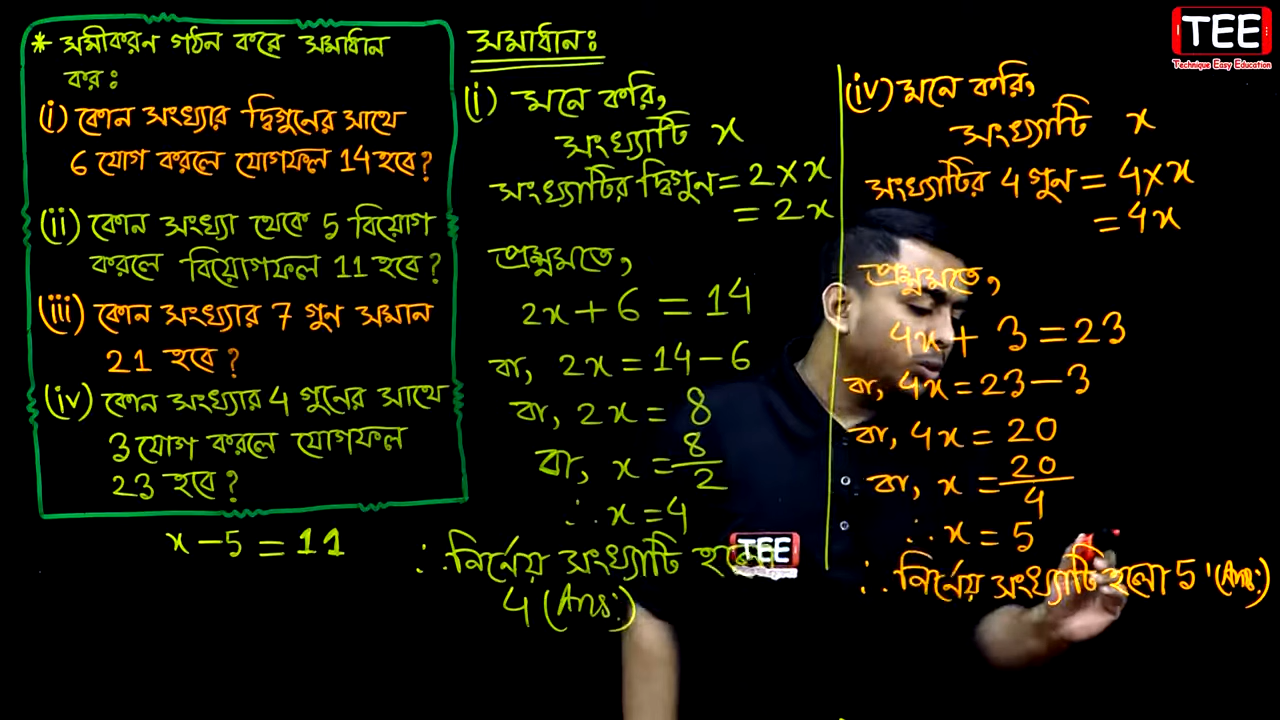 * সমীকরণ গঠন করে সমাধান
কর:
(i) কোন সংখ্যার দ্বিগুনের সাথে
6 যোগ করলে যোগফল 14 হবে?
(ii) কোন সংখ্যা থেকে 5 বিয়োগ
করলে বিয়োগফল 11 হবে?
(iii) কোন সংখ্যার 7 গুন সমান
21 হবে?
(iv) কোন সংখ্যার 4 গুনের সাথে
3 যোগ করলে যোগফল
23 হবে?
x - 5 = 11
সমাধান:
(i) মনে করি,
সংখ্যাটি x
সংখ্যাটির দ্বিগুন = 2 × x
= 2x
প্রশ্নমতে,
2x + 6 = 14
বা, 2x = 14 - 6
বা, 2x = 8
বা, x = 8/2
∴ x = 4
∴ নির্ণেয় সংখ্যাটি
4 (Ans:)
(iv) মনে করি,
সংখ্যাটি x
সংখ্যাটির 4 গুন = 4 × x
= 4x
প্রশ্নমতে,
4x + 3 = 23
বা, 4x = 23 - 3
বা, 4x = 20
বা, x = 20/4
∴ x = 5
∴ নির্ণেয় সংখ্যাটি হলো 5 (Ans:)
TEE
Technique Easy Education
TEE